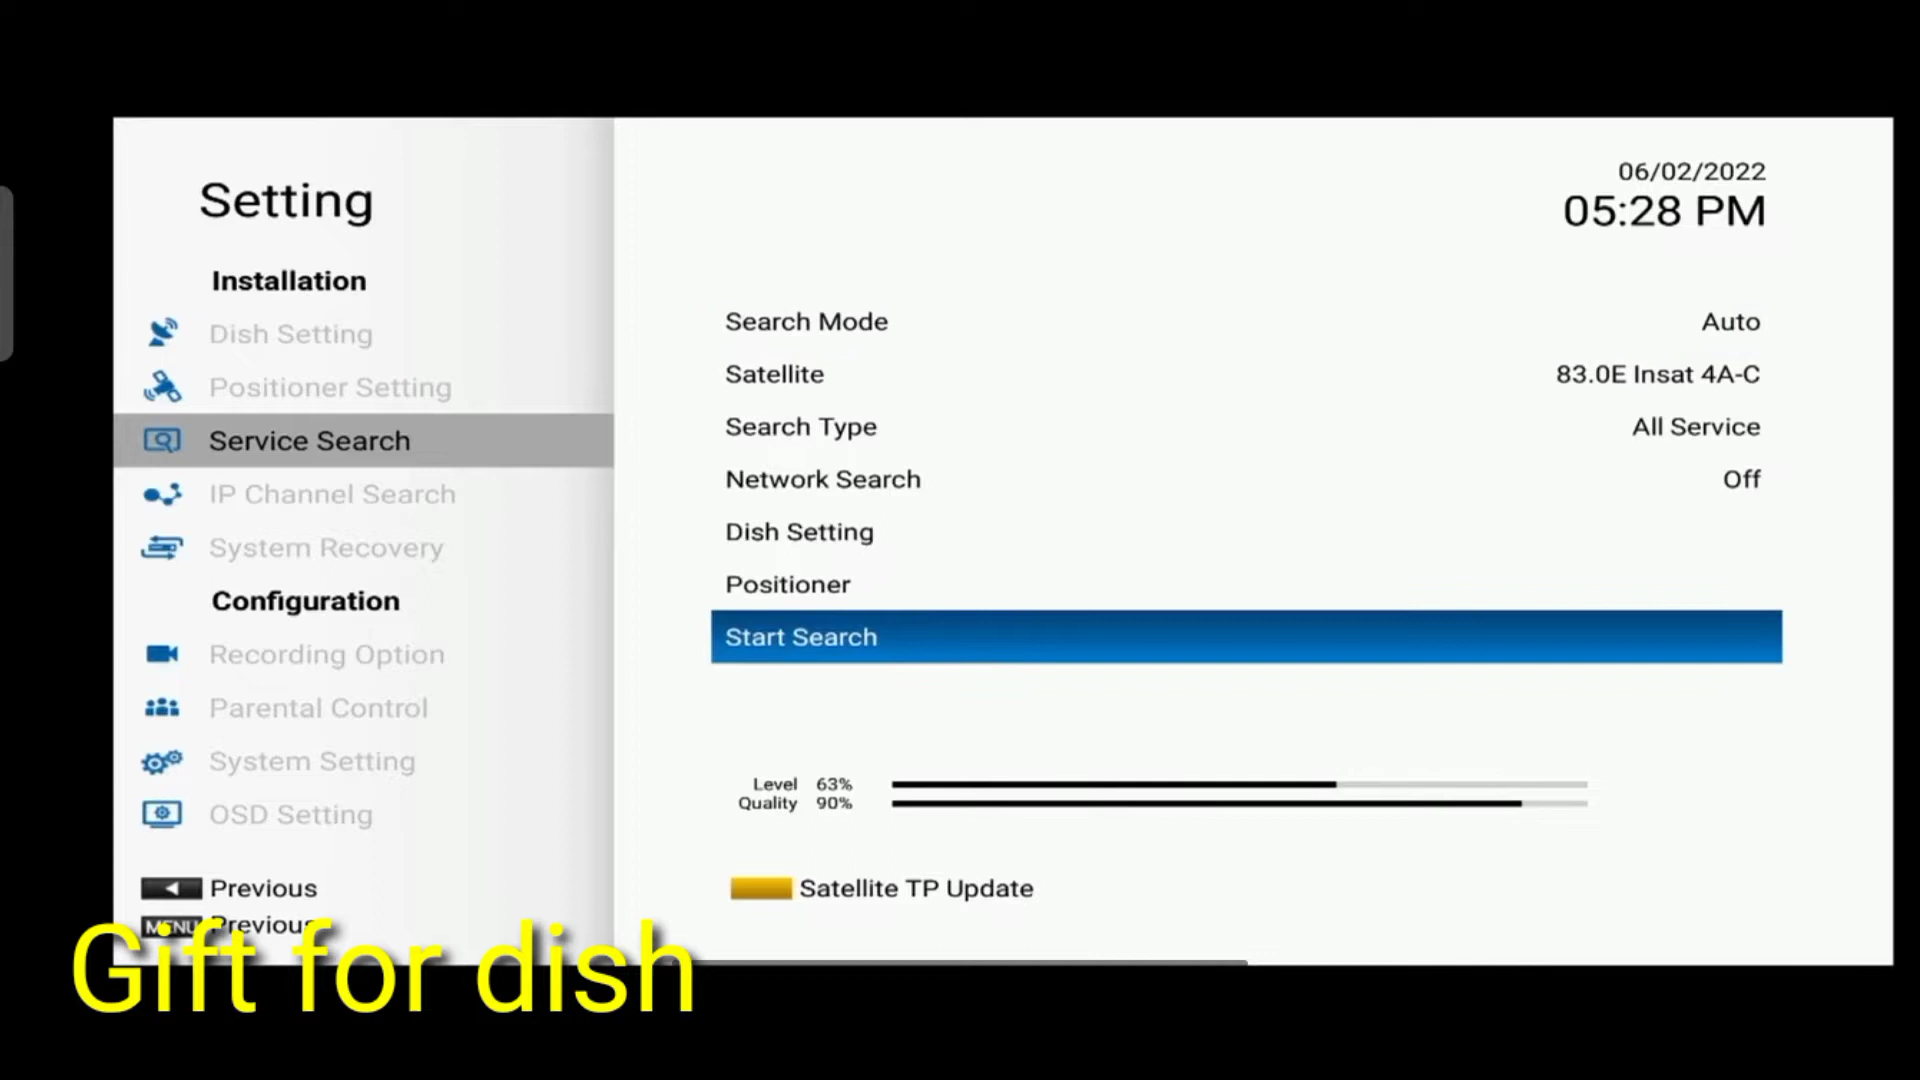 Setting
06/02/2022
05:28 PM
Installation
Dish Setting
Positioner Setting
Service Search
IP Channel Search
System Recovery
Configuration
Recording Option
Parental Control
System Setting
OSD Setting
Previous
MENU Previous
Search Mode Auto
Satellite 83.0E Insat 4A-C
Search Type All Service
Network Search Off
Dish Setting
Positioner
Start Search
Level 63%
Quality 90%
Satellite TP Update
Gift for dish